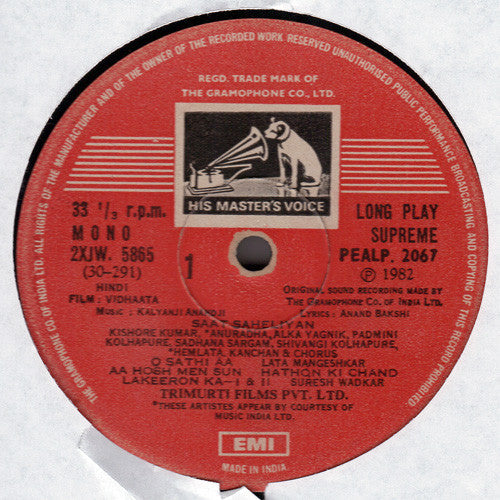 ALL RIGHTS OF THE MANUFACTURER AND OF THE OWNER OF THE RECORDED WORK RESERVED UNAUTHORISED PUBLIC PERFORMANCE BROADCASTING AND COPYING OF THIS RECORD PROHIBITED.
THE GRAMOPHONE CO. OF INDIA LTD.
REGD. TRADE MARK OF
THE GRAMOPHONE CO., LTD.
HIS MASTER'S VOICE
33 1/3 r.p.m.
MONO
2XJW. 5865
(30-291)
1
LONG PLAY
SUPREME
PEALP. 2067
℗ 1982
HINDI
FILM : VIDHAATA
MUSIC : KALYANJI ANANDJI
ORIGINAL SOUND RECORDING MADE BY
THE GRAMOPHONE CO. OF INDIA LTD.
LYRICS : ANAND BAKSHI
SAAT SAHELIYAN
KISHORE KUMAR, *ANURADHA, ALKA YAGNIK, PADMINI
KOLHAPURE, SADHANA SARGAM, SHIVANGI KOLHAPURE,
*HEMLATA, KANCHAN & CHORUS
O SATHI AA LATA MANGESHKAR
AA HOSH MEN SUN HATHON KI CHAND
LAKEERON KA—I & II SURESH WADKAR
TRIMURTI FILMS PVT. LTD.
*THESE ARTISTES APPEAR BY COURTESY OF
MUSIC INDIA LTD.
EMI
MADE IN INDIA